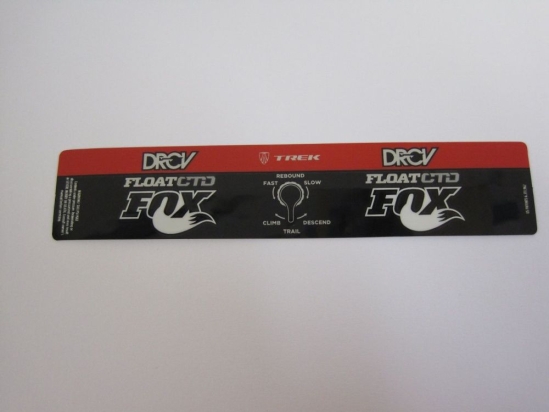 DRCV
TREK
DRCV
FLOAT CTD
FOX
REBOUND
FAST SLOW
CLIMB DESCEND
TRAIL
FLOAT CTD
FOX